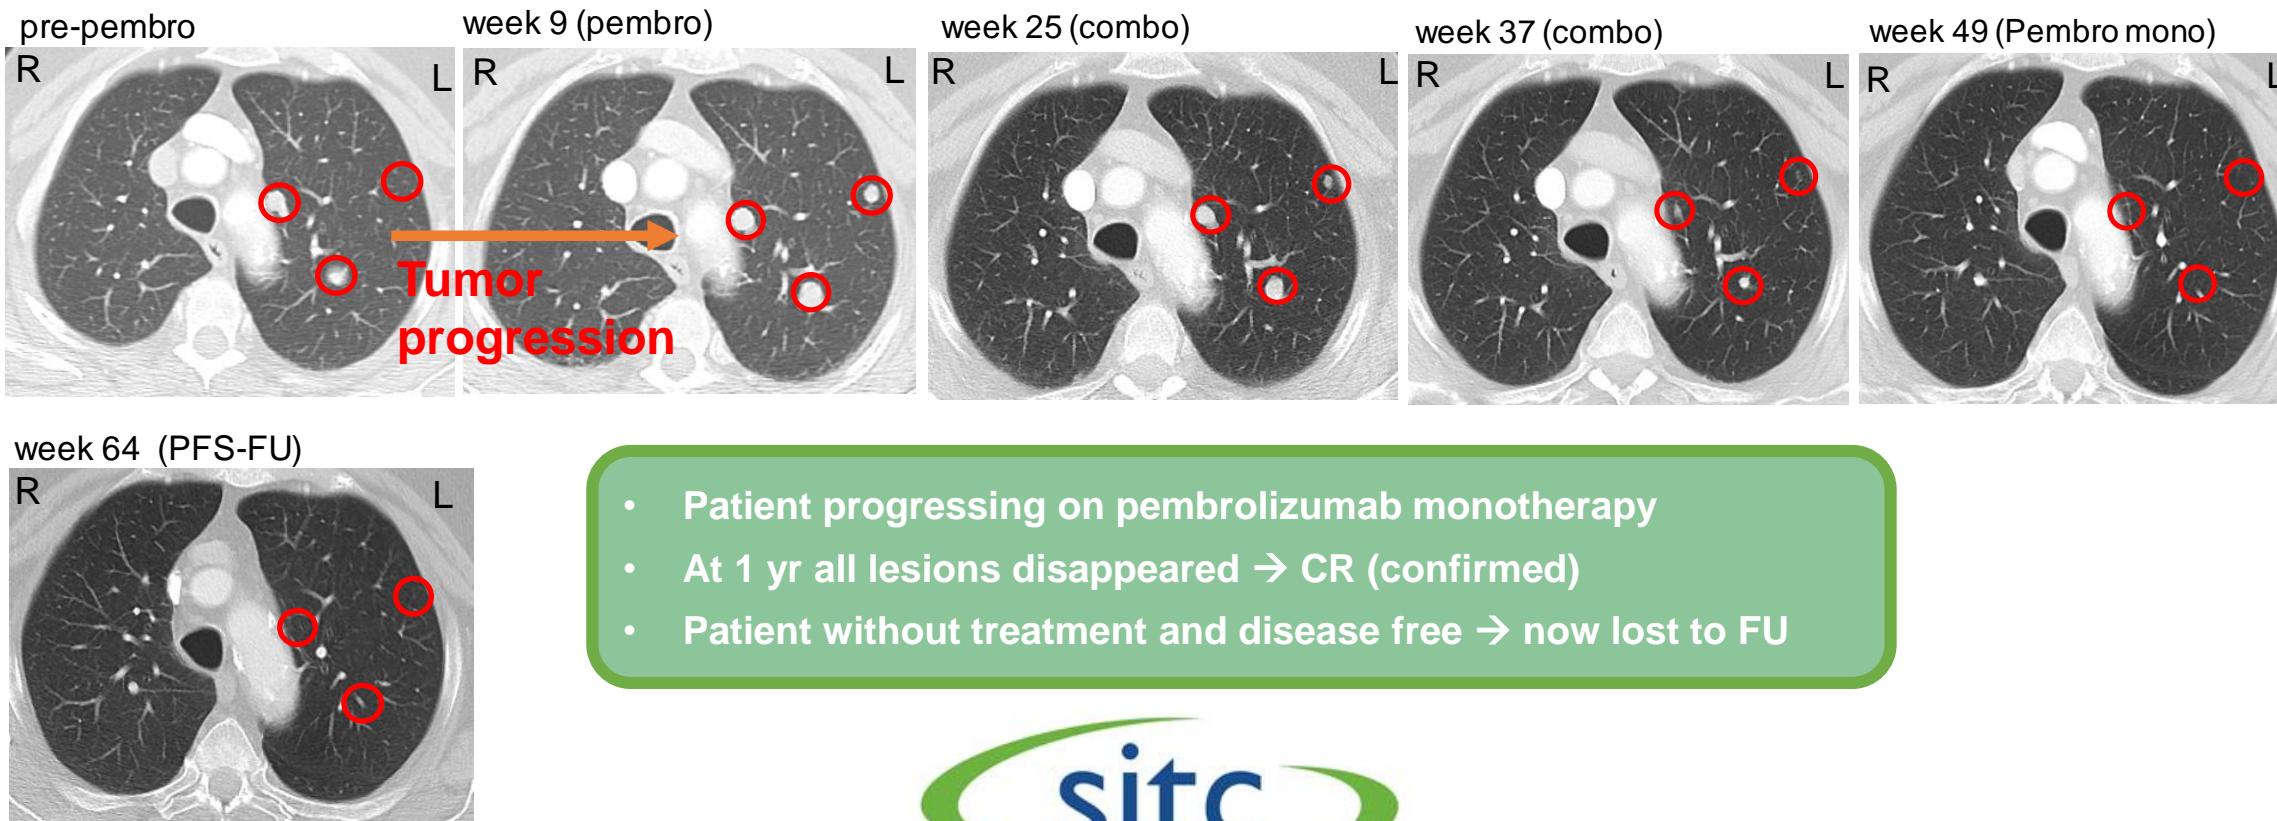 pre-pembro
week 9 (pembro)
week 25 (combo)
week 37 (combo)
week 49 (Pembro mono)
R
L
R
L
R
L
R
L
R
L
Tumor
progression
week 64 (PFS-FU)
R
L
• Patient progressing on pembrolizumab monotherapy
• At 1 yr all lesions disappeared → CR (confirmed)
• Patient without treatment and disease free → now lost to FU
sitc